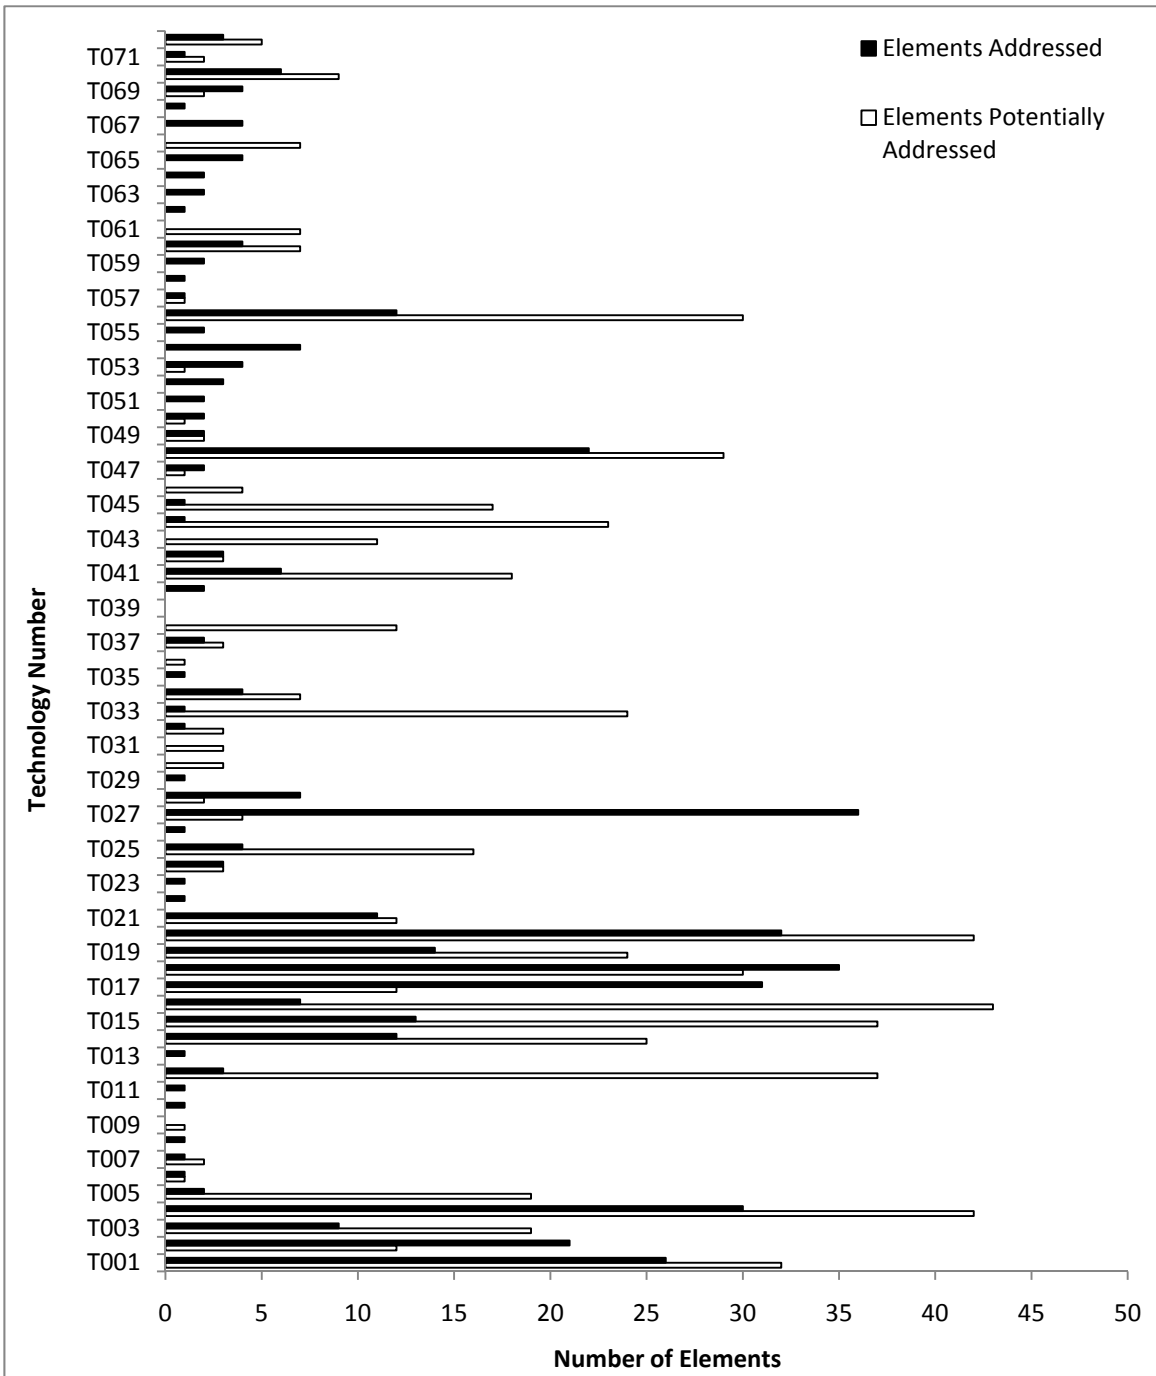 Elements Addressed
Elements Potentially
Addressed
T071
T069
T067
T065
T063
T061
T059
T057
T055
T053
T051
T049
T047
T045
T043
T041
T039
T037
T035
T033
T031
T029
T027
T025
T023
T021
T019
T017
T015
T013
T011
T009
T007
T005
T003
T001
Technology Number
0 5 10 15 20 25 30 35 40 45 50
Number of Elements